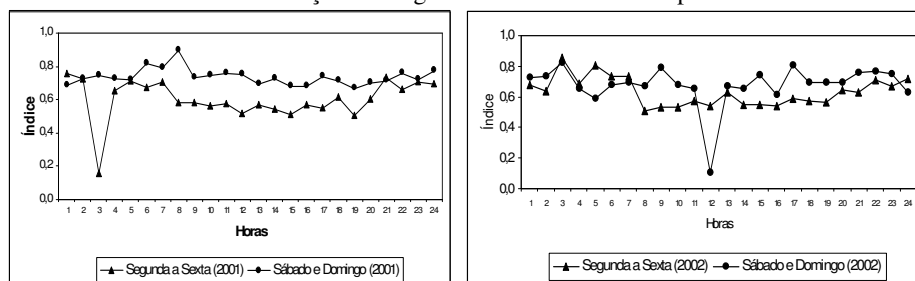 1,0
0,8
0,6
0,4
0,2
0,0
Índice
1 2 3 4 5 6 7 8 9 10 11 12 13 14 15 16 17 18 19 20 21 22 23 24
Horas
Segunda a Sexta (2001) Sábado e Domingo (2001)
1,0
0,8
0,6
0,4
0,2
0,0
Índice
1 2 3 4 5 6 7 8 9 10 11 12 13 14 15 16 17 18 19 20 21 22 23 24
Horas
Segunda a Sexta (2002) Sábado e Domingo (2002)